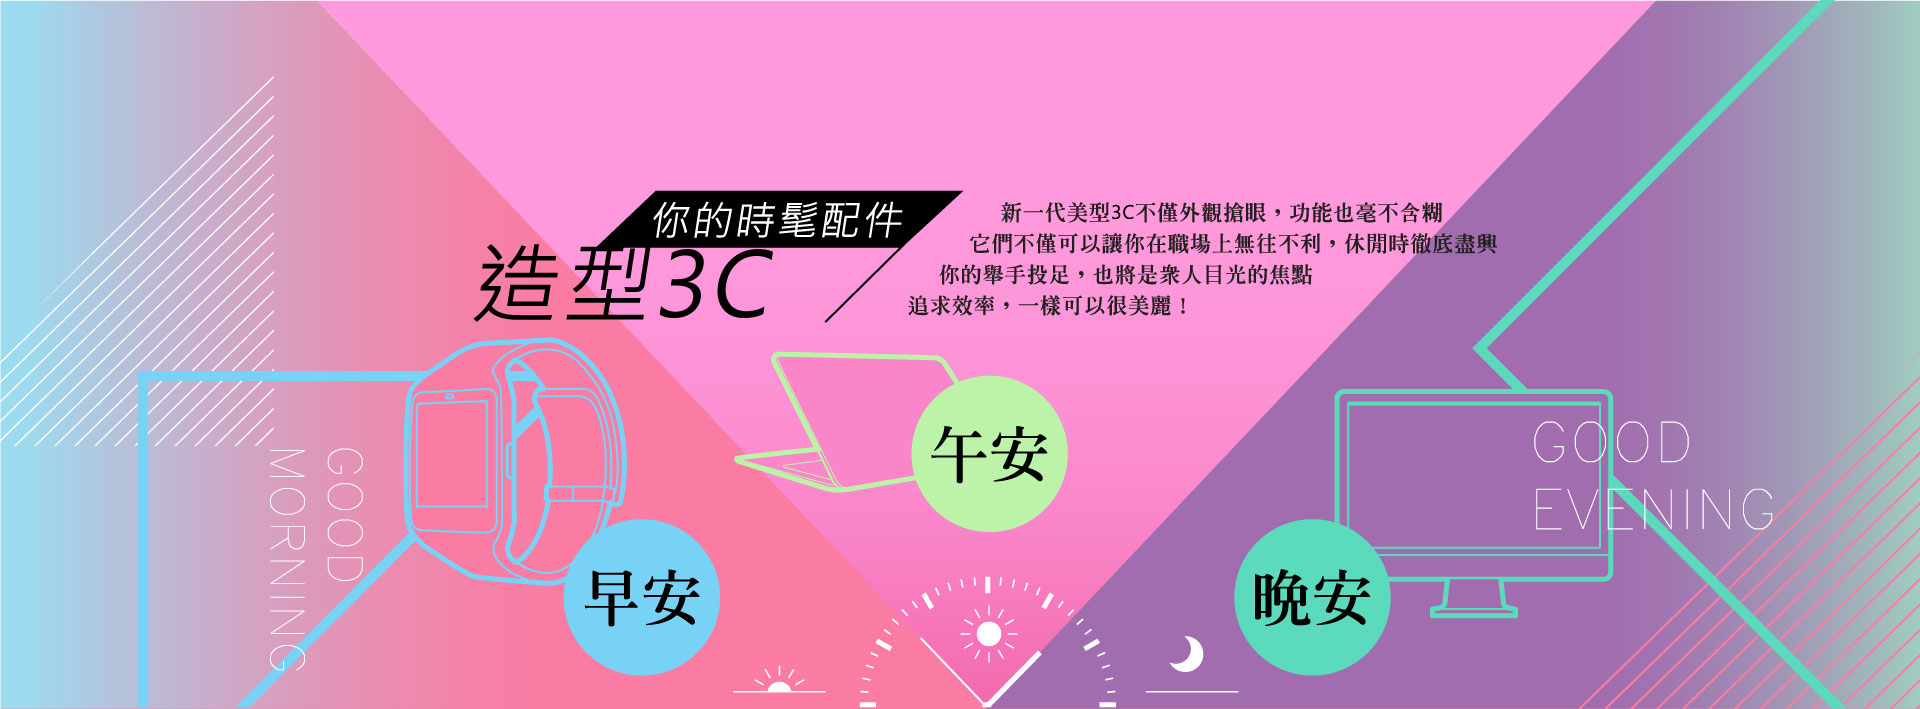 你的時髦配件
造型3C
新一代美型3C不僅外觀搶眼，功能也毫不含糊
它們不僅可以讓你在職場上無往不利，休閒時徹底盡興
你的舉手投足，也將是眾人目光的焦點
追求效率，一樣可以很美麗！
GOOD
MORNING
早安
午安
晚安
GOOD
EVENING